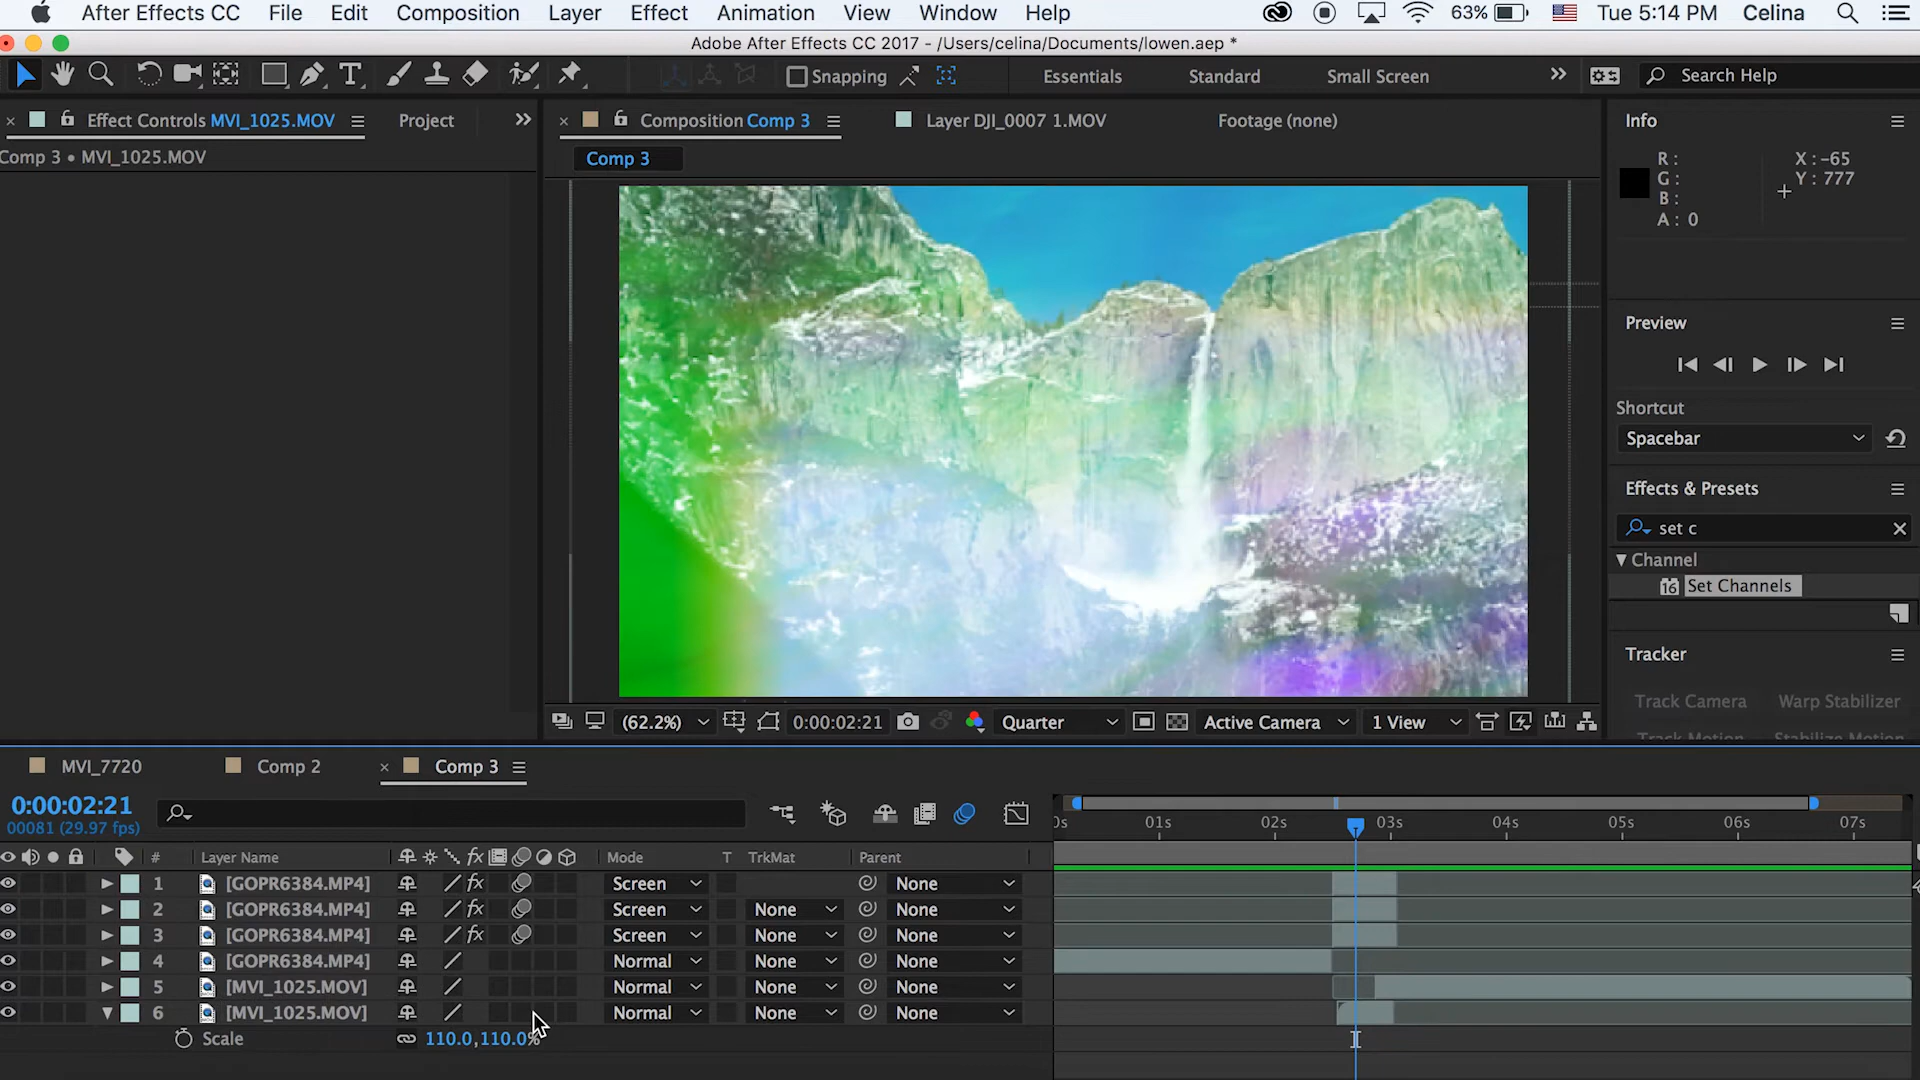 After Effects CC File Edit Composition Layer Effect Animation View Window Help 63% Tue 5:14 PM Celina
Adobe After Effects CC 2017 - /Users/celina/Documents/lowen.aep *
T Snapping Essentials Standard Small Screen Search Help
Effect Controls MVI_1025.MOV Project Composition Comp 3 Layer DJI_0007 1.MOV Footage (none) Info
Comp 3 • MVI_1025.MOV Comp 3
R : X : -65
G : Y : 777
B :
A : 0
Preview
Shortcut
Spacebar
Effects & Presets
set c
Channel
16 Set Channels
Tracker
Track Camera Warp Stabilizer
Track Motion Stabilize Motion
(62.2%) 0:00:02:21 Quarter Active Camera 1 View
MVI_7720 Comp 2 Comp 3
0:00:02:21
00081 (29.97 fps)
0s 01s 02s 03s 04s 05s 06s 07s
# Layer Name fx Mode T TrkMat Parent
1 [GOPR6384.MP4] fx Screen None
2 [GOPR6384.MP4] fx Screen None None
3 [GOPR6384.MP4] fx Screen None None
4 [GOPR6384.MP4] Normal None None
5 [MVI_1025.MOV] Normal None None
6 [MVI_1025.MOV] Normal None None
Scale 110.0,110.0%